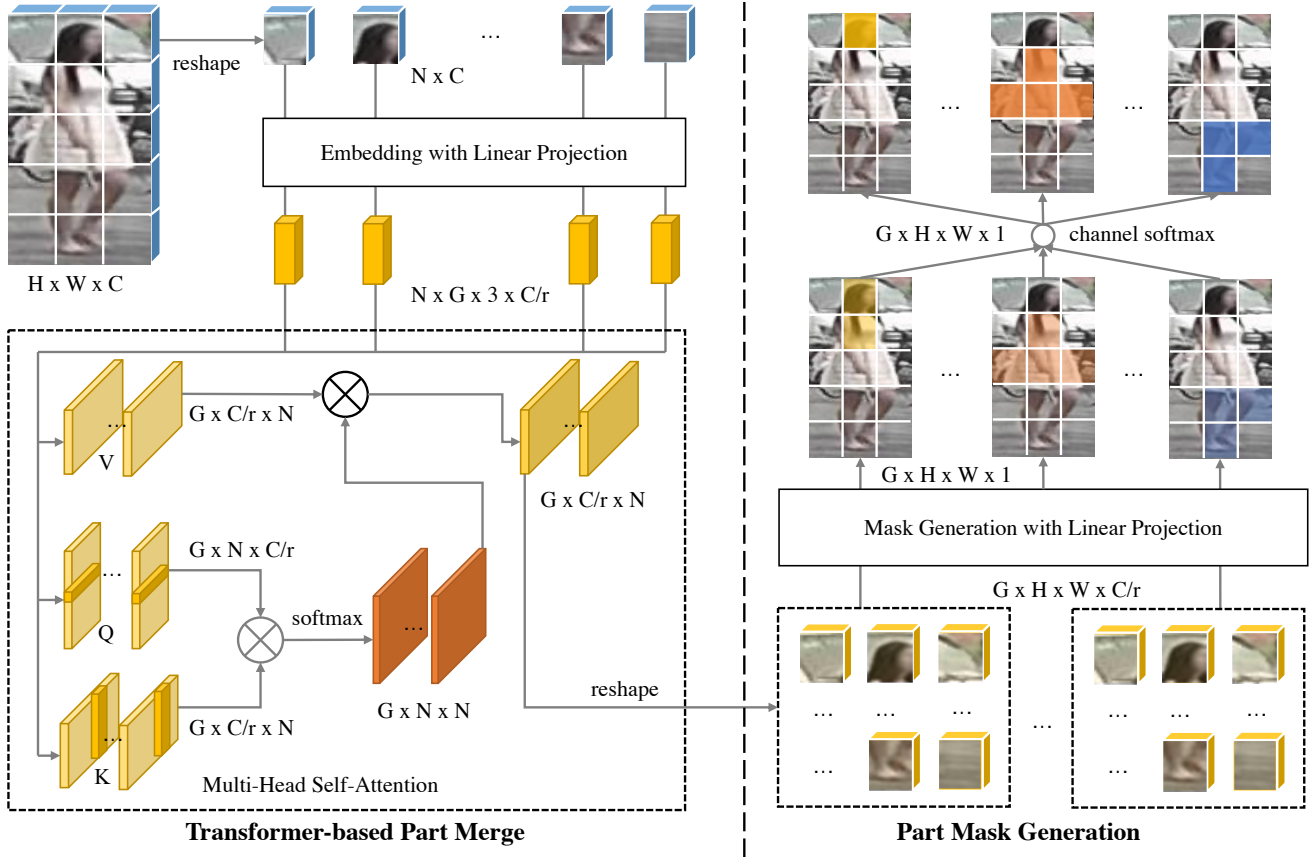 reshape
...
N x C
Embedding with Linear Projection
H x W x C
N x G x 3 x C/r
...
V
G x C/r x N
...
G x C/r x N
...
Q
G x N x C/r
softmax
...
G x N x N
...
K
G x C/r x N
Multi-Head Self-Attention
reshape
Transformer-based Part Merge
... ...
G x H x W x 1
channel softmax
... ...
G x H x W x 1
Mask Generation with Linear Projection
G x H x W x C/r
... ... ...
...
...
... ... ...
...
Part Mask Generation